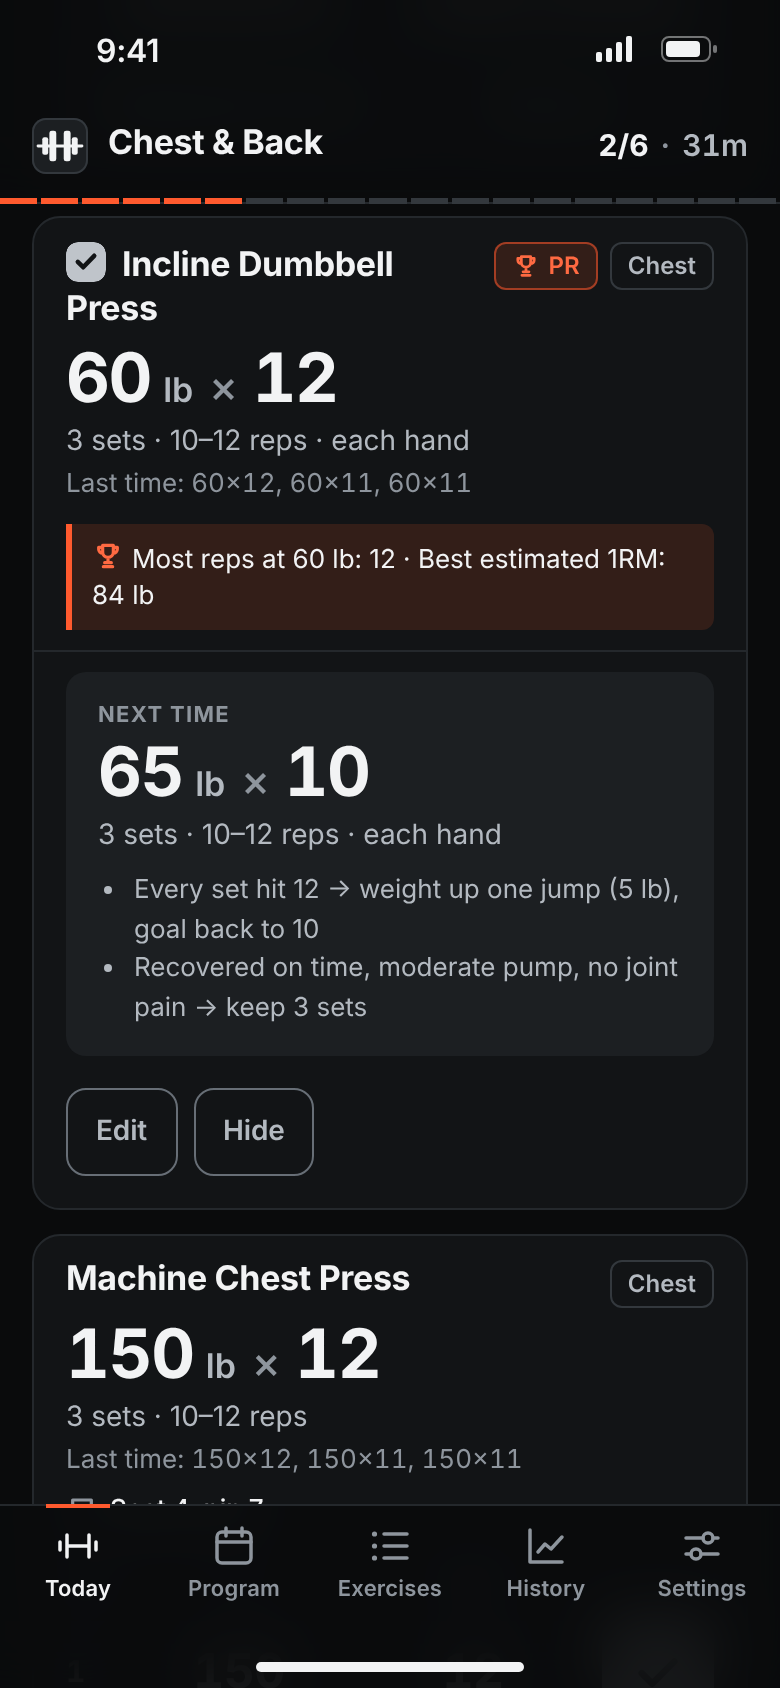 9:41
Chest & Back
2/6 · 31m
Incline Dumbbell
Press
PR
Chest
60 lb × 12
3 sets · 10–12 reps · each hand
Last time: 60×12, 60×11, 60×11
Most reps at 60 lb: 12 · Best estimated 1RM:
84 lb
NEXT TIME
65 lb × 10
3 sets · 10–12 reps · each hand
• Every set hit 12 → weight up one jump (5 lb),
goal back to 10
• Recovered on time, moderate pump, no joint
pain → keep 3 sets
Edit
Hide
Machine Chest Press
Chest
150 lb × 12
3 sets · 10–12 reps
Last time: 150×12, 150×11, 150×11
Today
Program
Exercises
History
Settings